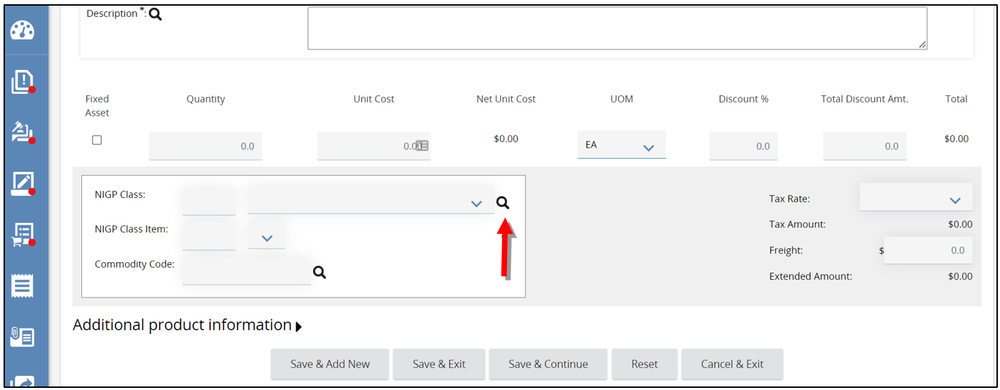 Description *:
Fixed Asset
Quantity
Unit Cost
Net Unit Cost
UOM
Discount %
Total Discount Amt.
Total
0.0
0.00
$0.00
EA
0.0
0.0
$0.00
NIGP Class:
NIGP Class Item:
Commodity Code:
Tax Rate:
Tax Amount: $0.00
Freight: $ 0.0
Extended Amount: $0.00
Additional product information
Save & Add New
Save & Exit
Save & Continue
Reset
Cancel & Exit